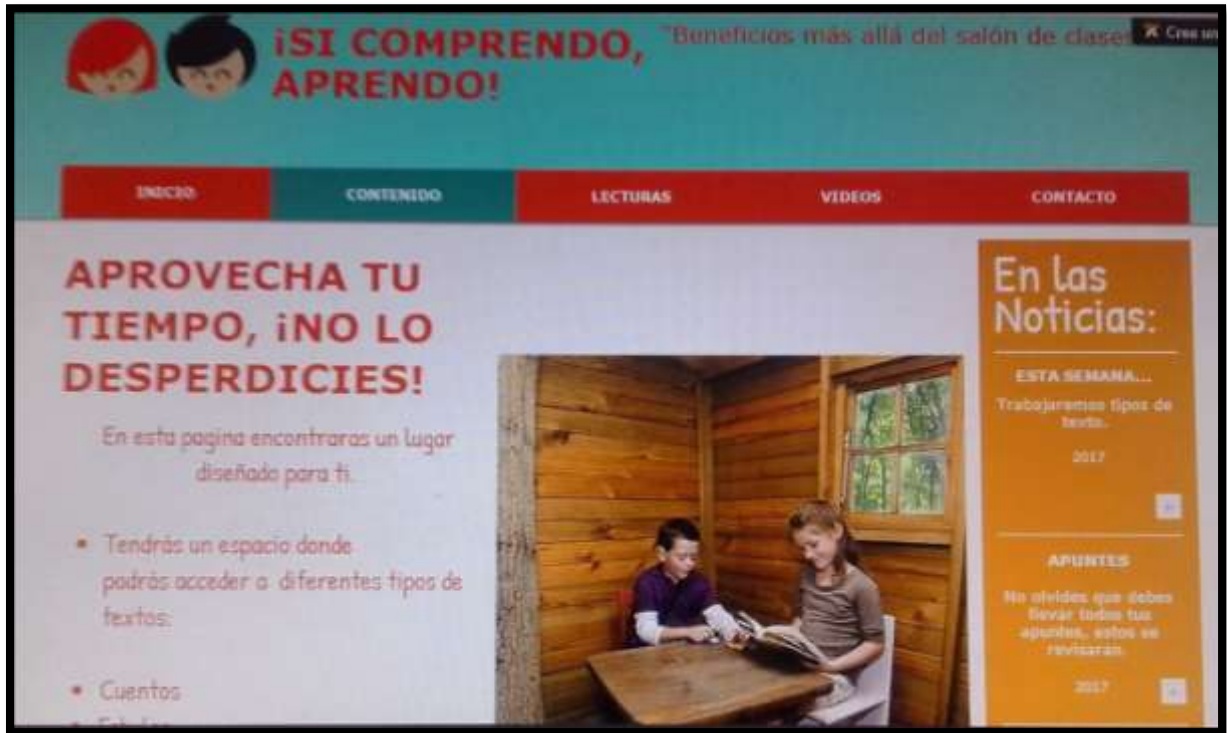 ¡SI COMPRENDO,
APRENDO!
"Beneficios más allá del salón de clases
Crea un
INICIO
CONTENIDO
LECTURAS
VIDEOS
CONTACTO
APROVECHA TU
TIEMPO, ¡NO LO
DESPERDICIES!
En esta pagina encontraras un lugar
diseñado para ti.
• Tendrás un espacio donde
podrás acceder a diferentes tipos de
textos:
• Cuentos
En las
Noticias:
ESTA SEMANA...
Trabajaremos tipos de
texto.
2017
APUNTES
No olvides que debes
llevar todos tus
apuntes, estos se
revisaran.
2017